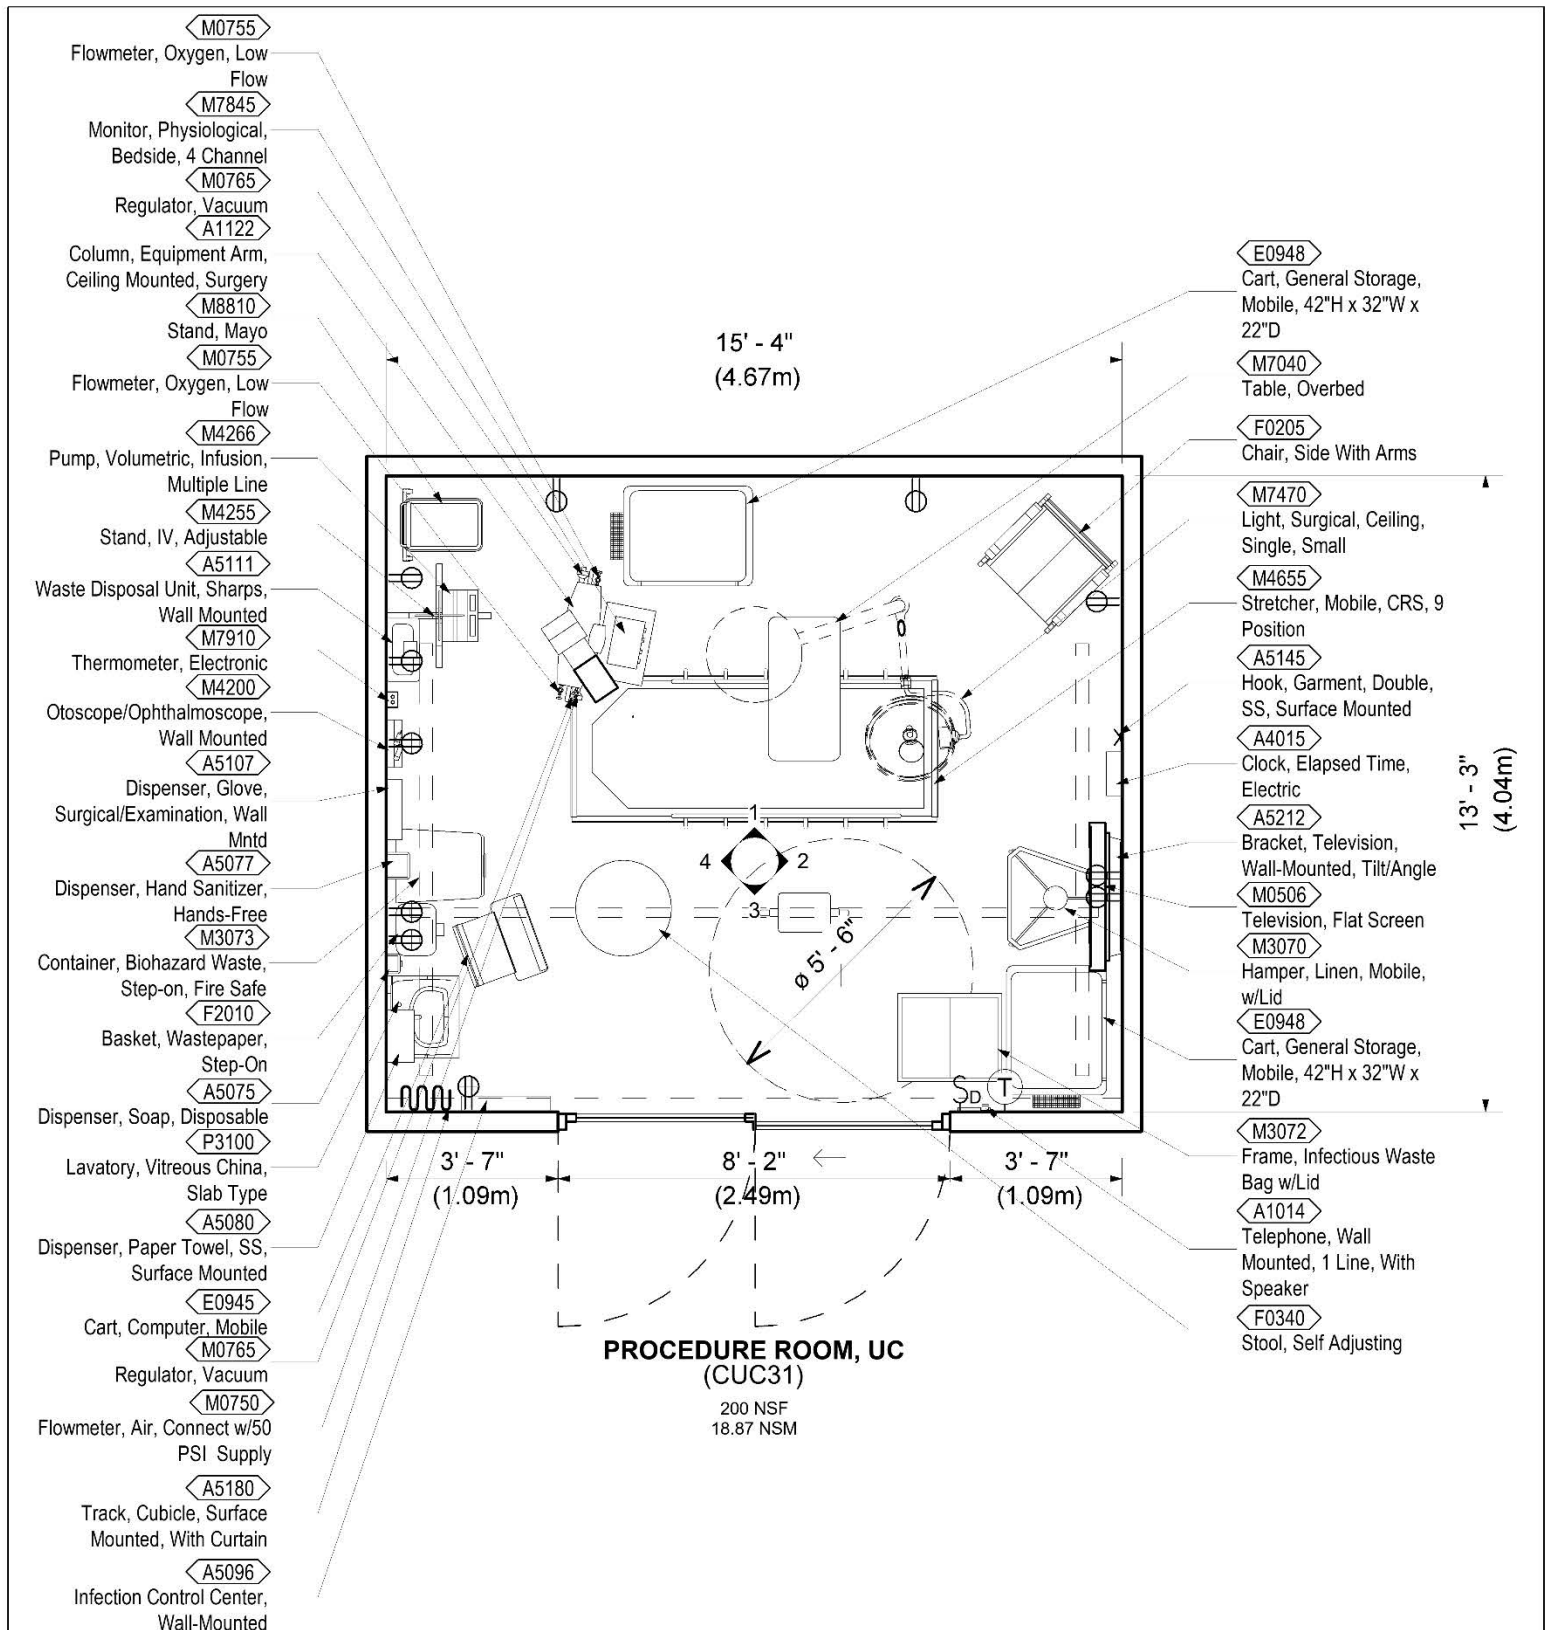 M0755
Flowmeter, Oxygen, Low
Flow
M7845
Monitor, Physiological,
Bedside, 4 Channel
M0765
Regulator, Vacuum
A1122
Column, Equipment Arm,
Ceiling Mounted, Surgery
M8810
Stand, Mayo
M0755
Flowmeter, Oxygen, Low
Flow
M4266
Pump, Volumetric, Infusion,
Multiple Line
M4255
Stand, IV, Adjustable
A5111
Waste Disposal Unit, Sharps,
Wall Mounted
M7910
Thermometer, Electronic
M4200
Otoscope/Ophthalmoscope,
Wall Mounted
A5107
Dispenser, Glove,
Surgical/Examination, Wall
Mntd
A5077
Dispenser, Hand Sanitizer,
Hands-Free
M3073
Container, Biohazard Waste,
Step-on, Fire Safe
F2010
Basket, Wastepaper,
Step-On
A5075
Dispenser, Soap, Disposable
P3100
Lavatory, Vitreous China,
Slab Type
A5080
Dispenser, Paper Towel, SS,
Surface Mounted
E0945
Cart, Computer, Mobile
M0765
Regulator, Vacuum
M0750
Flowmeter, Air, Connect w/50
PSI Supply
A5180
Track, Cubicle, Surface
Mounted, With Curtain
A5096
Infection Control Center,
Wall-Mounted
15' - 4"
(4.67m)
1
4 2
3
ø 5' - 6"
S
D
T
3' - 7"
(1.09m)
8' - 2"
(2.49m)
3' - 7"
(1.09m)
PROCEDURE ROOM, UC
(CUC31)
200 NSF
18.87 NSM
E0948
Cart, General Storage,
Mobile, 42"H x 32"W x
22"D
M7040
Table, Overbed
F0205
Chair, Side With Arms
M7470
Light, Surgical, Ceiling,
Single, Small
M4655
Stretcher, Mobile, CRS, 9
Position
A5145
Hook, Garment, Double,
SS, Surface Mounted
A4015
Clock, Elapsed Time,
Electric
A5212
Bracket, Television,
Wall-Mounted, Tilt/Angle
M0506
Television, Flat Screen
M3070
Hamper, Linen, Mobile,
w/Lid
E0948
Cart, General Storage,
Mobile, 42"H x 32"W x
22"D
M3072
Frame, Infectious Waste
Bag w/Lid
A1014
Telephone, Wall
Mounted, 1 Line, With
Speaker
F0340
Stool, Self Adjusting
13' - 3"
(4.04m)